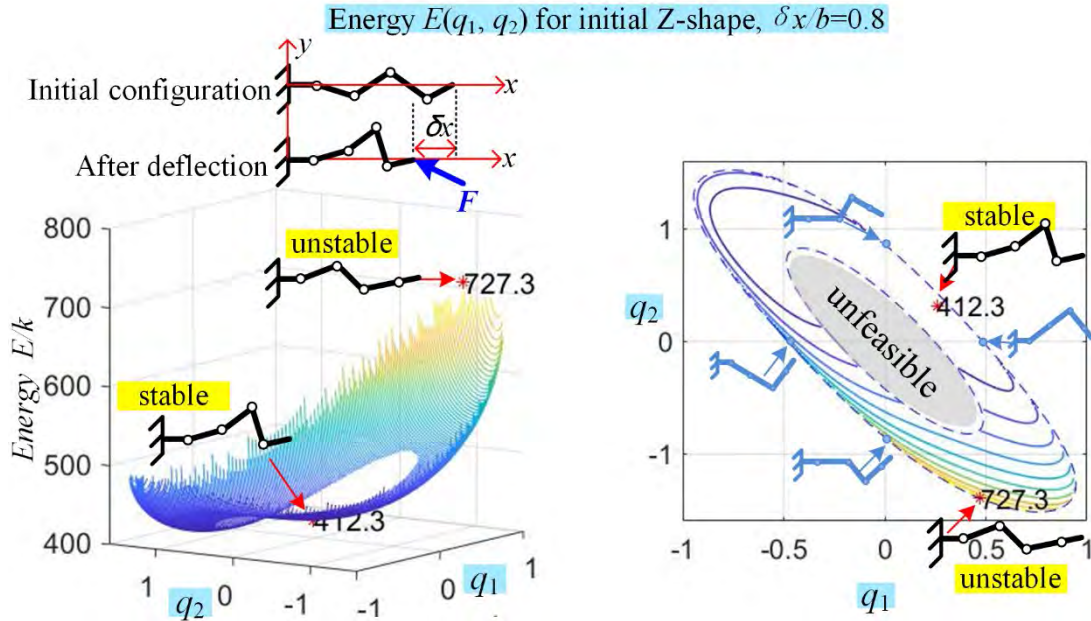 Energy E(q₁, q₂) for initial Z-shape, δx/b=0.8
y
Initial configuration
x
δx
After deflection
x
F
800
700
600
500
400
Energy E/k
unstable
727.3
stable
412.3
1
0
-1
q₂
-1
0
1
q₁
1
0
-1
q₂
stable
412.3
unfeasible
727.3
unstable
-1
-0.5
0
0.5
1
q₁